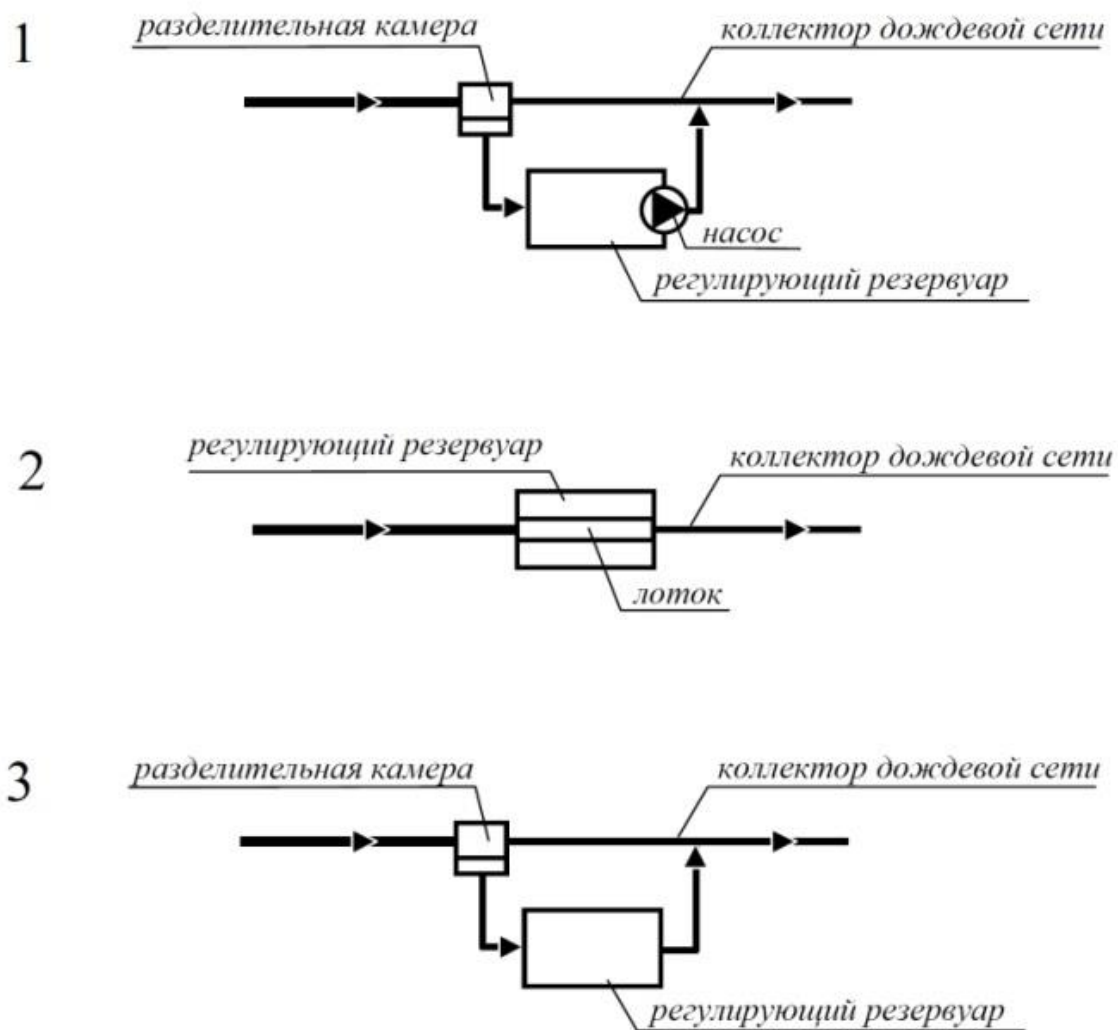 1
разделительная камера
коллектор дождевой сети
насос
регулирующий резервуар
2
регулирующий резервуар
коллектор дождевой сети
лоток
3
разделительная камера
коллектор дождевой сети
регулирующий резервуар